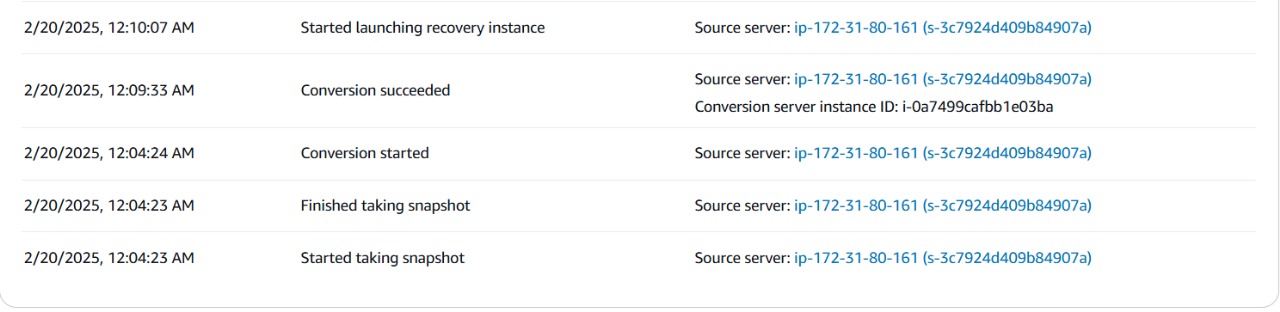 2/20/2025, 12:10:07 AM Started launching recovery instance Source server: ip-172-31-80-161 (s-3c7924d409b84907a)
2/20/2025, 12:09:33 AM Conversion succeeded Source server: ip-172-31-80-161 (s-3c7924d409b84907a)
Conversion server instance ID: i-0a7499cafbb1e03ba
2/20/2025, 12:04:24 AM Conversion started Source server: ip-172-31-80-161 (s-3c7924d409b84907a)
2/20/2025, 12:04:23 AM Finished taking snapshot Source server: ip-172-31-80-161 (s-3c7924d409b84907a)
2/20/2025, 12:04:23 AM Started taking snapshot Source server: ip-172-31-80-161 (s-3c7924d409b84907a)